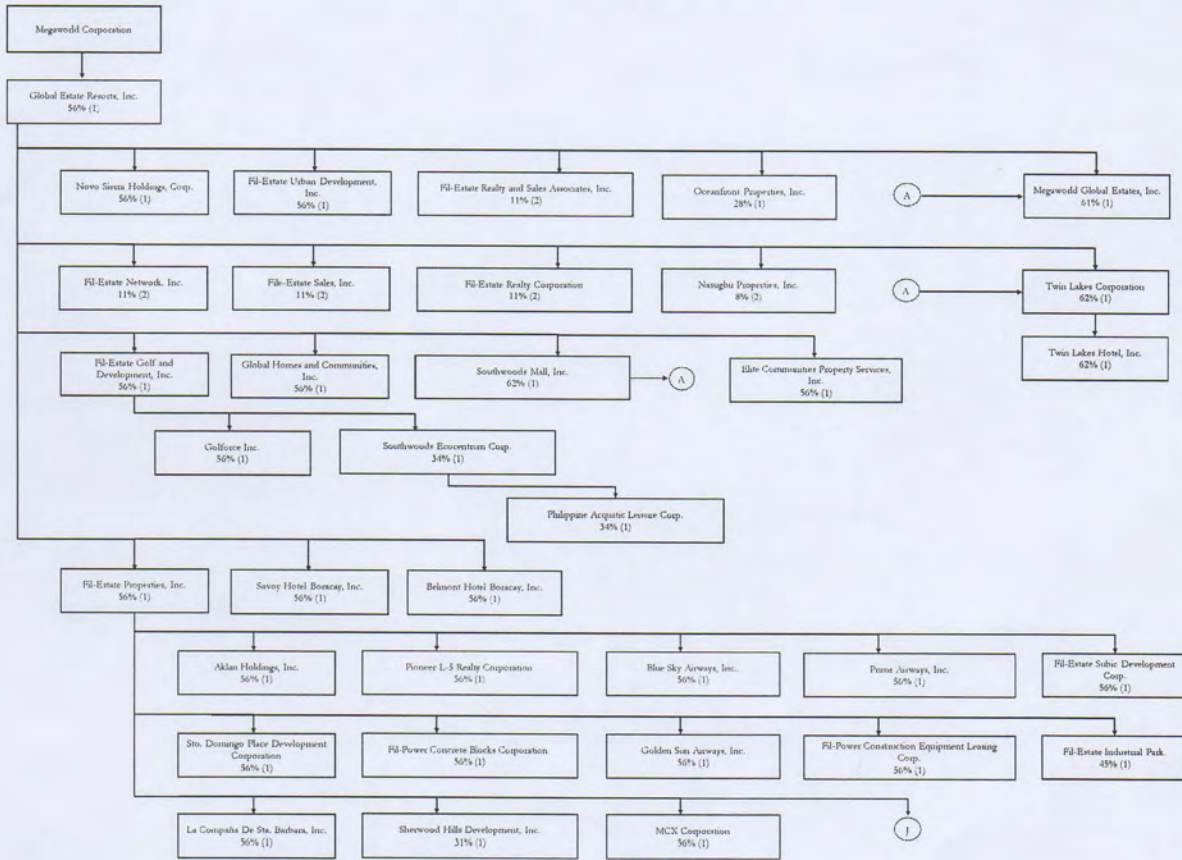 Megaworld Corporation
Global Estate Resorts, Inc.
56% (1)
Novo Sierra Holdings, Corp.
56% (1)
Fil-Estate Urban Development,
Inc.
56% (1)
Fil-Estate Realty and Sales Associates, Inc.
11% (2)
Oceanfront Properties, Inc.
28% (1)
A
Megaworld Global Estates, Inc.
61% (1)
Fil-Estate Network, Inc.
11% (2)
File-Estate Sales, Inc.
11% (2)
Fil-Estate Realty Corporation
11% (2)
Nasugbu Properties, Inc.
8% (2)
A
Twin Lakes Corporation
62% (1)
Twin Lakes Hotel, Inc.
62% (1)
Fil-Estate Golf and
Development, Inc.
56% (1)
Global Homes and Communities,
Inc.
56% (1)
Southwoods Mall, Inc.
62% (1)
A
Elite Communities Property Services,
Inc.
56% (1)
Golforce Inc.
56% (1)
Southwoods Ecocentrum Corp.
34% (1)
Philippine Acquatic Leisure Corp.
34% (1)
Fil-Estate Properties, Inc.
56% (1)
Savoy Hotel Boracay, Inc.
56% (1)
Belmont Hotel Boracay, Inc.
56% (1)
Aklan Holdings, Inc.
56% (1)
Pioneer L-5 Realty Corporation
56% (1)
Blue Sky Airways, Inc.
56% (1)
Prime Airways, Inc.
56% (1)
Fil-Estate Subic Development
Corp.
56% (1)
Sto. Domingo Place Development
Corporation
56% (1)
Fil-Power Concrete Blocks Corporation
56% (1)
Golden Sun Airways, Inc.
56% (1)
Fil-Power Construction Equipment Leasing
Corp.
56% (1)
Fil-Estate Industrial Park
45% (1)
La Compaña De Sta. Barbara, Inc.
56% (1)
Sherwood Hills Development, Inc.
31% (1)
MCX Corporation
56% (1)
J